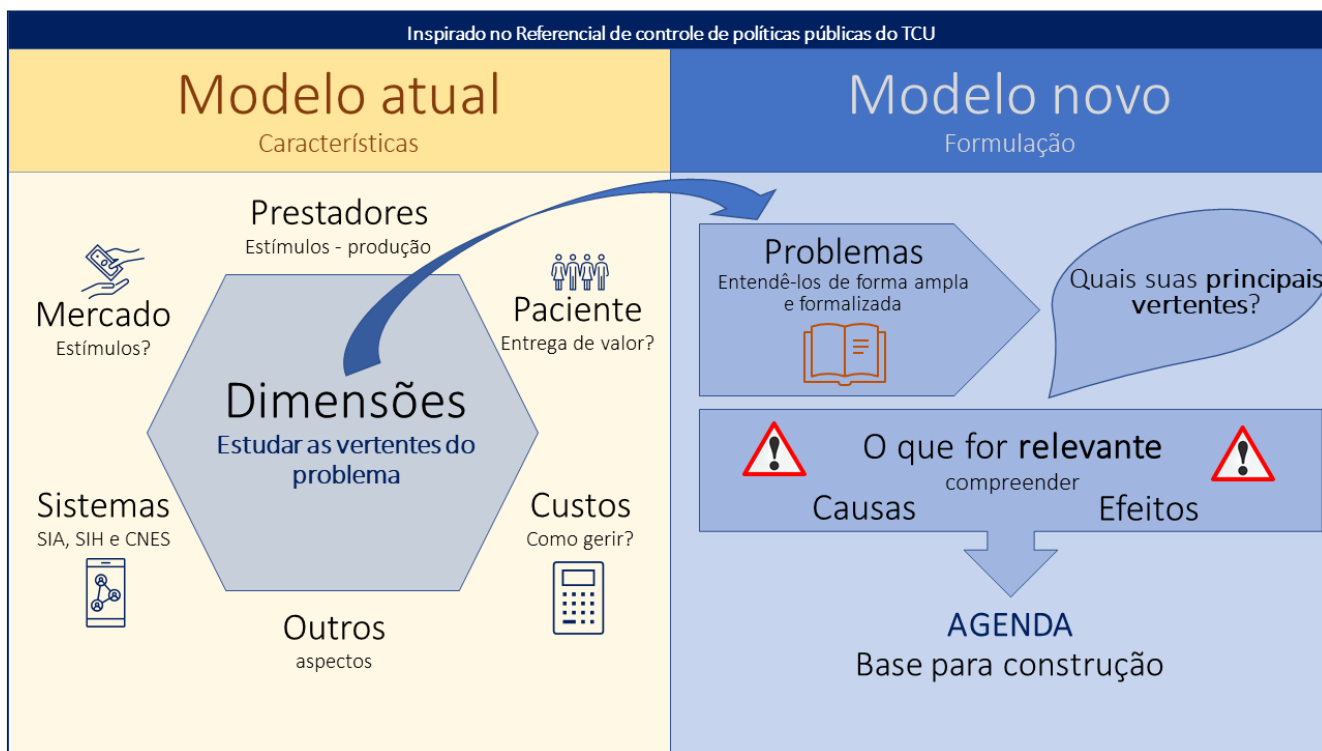 Inspirado no Referencial de controle de políticas públicas do TCU
Modelo atual
Características
Prestadores
Estímulos - produção
Mercado
Estímulos?
Paciente
Entrega de valor?
Dimensões
Estudar as vertentes do
problema
Sistemas
SIA, SIH e CNES
Custos
Como gerir?
Outros
aspectos
Modelo novo
Formulação
Problemas
Entendê-los de forma ampla
e formalizada
Quais suas principais
vertentes?
O que for relevante
compreender
Causas
Efeitos
AGENDA
Base para construção